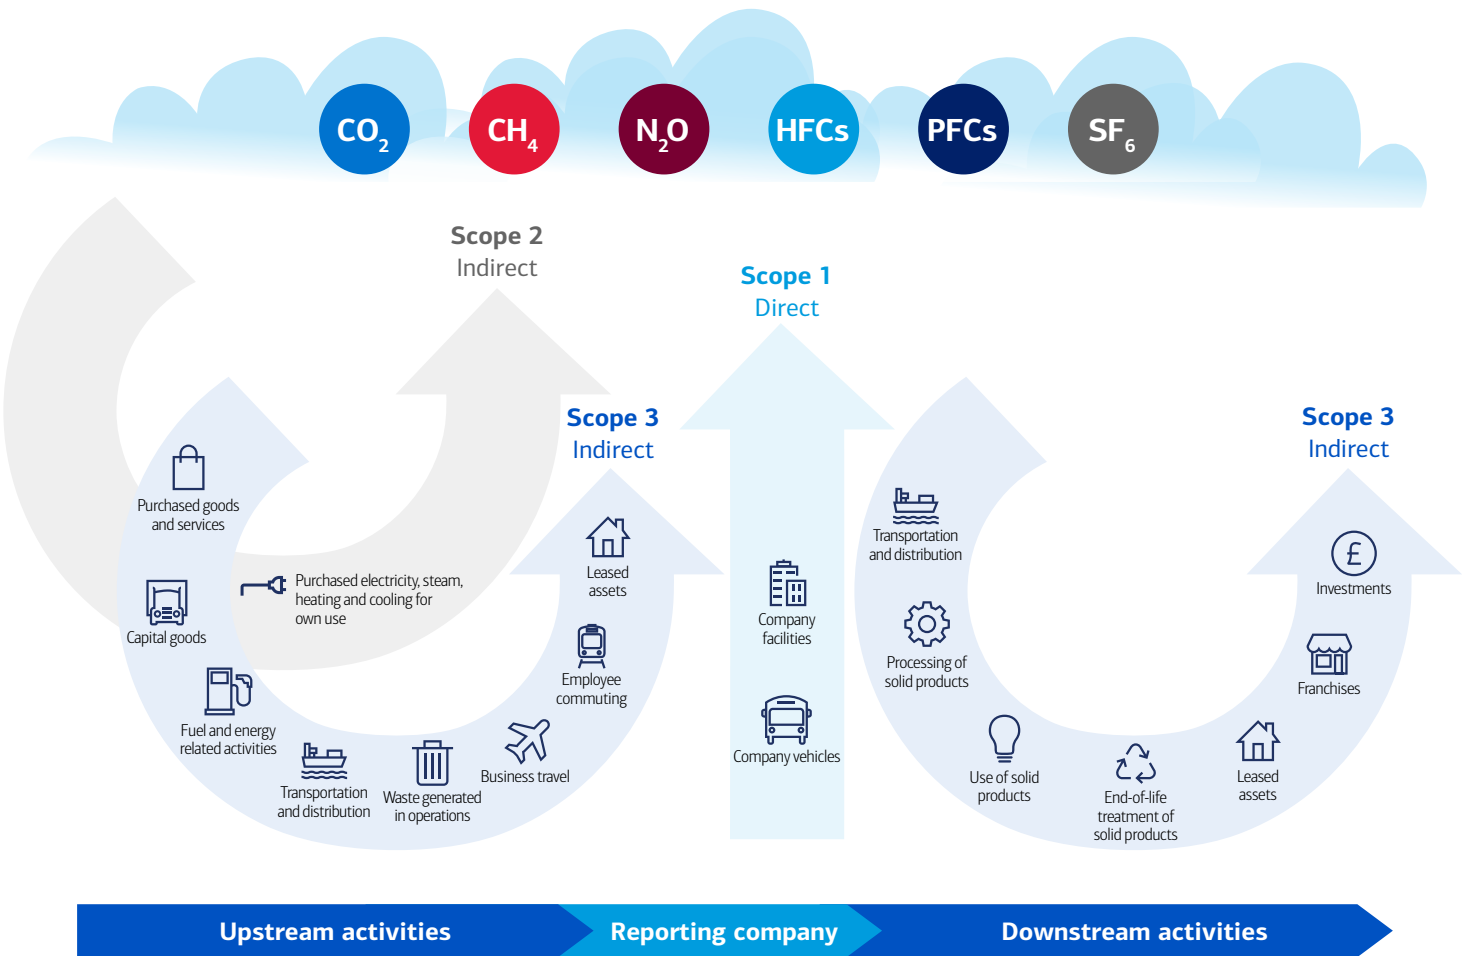 CO2
CH4
N2O
HFCs
PFCs
SF6
Scope 2
Indirect
Scope 1
Direct
Scope 3
Indirect
Scope 3
Indirect
Purchased goods
and services
Capital goods
Fuel and energy
related activities
Transportation
and distribution
Waste generated
in operations
Business travel
Employee
commuting
Leased
assets
Purchased electricity, steam,
heating and cooling for
own use
Company
facilities
Company vehicles
Transportation
and distribution
Processing of
solid products
Use of solid
products
End-of-life
treatment of
solid products
Leased
assets
Franchises
£
Investments
Upstream activities
Reporting company
Downstream activities